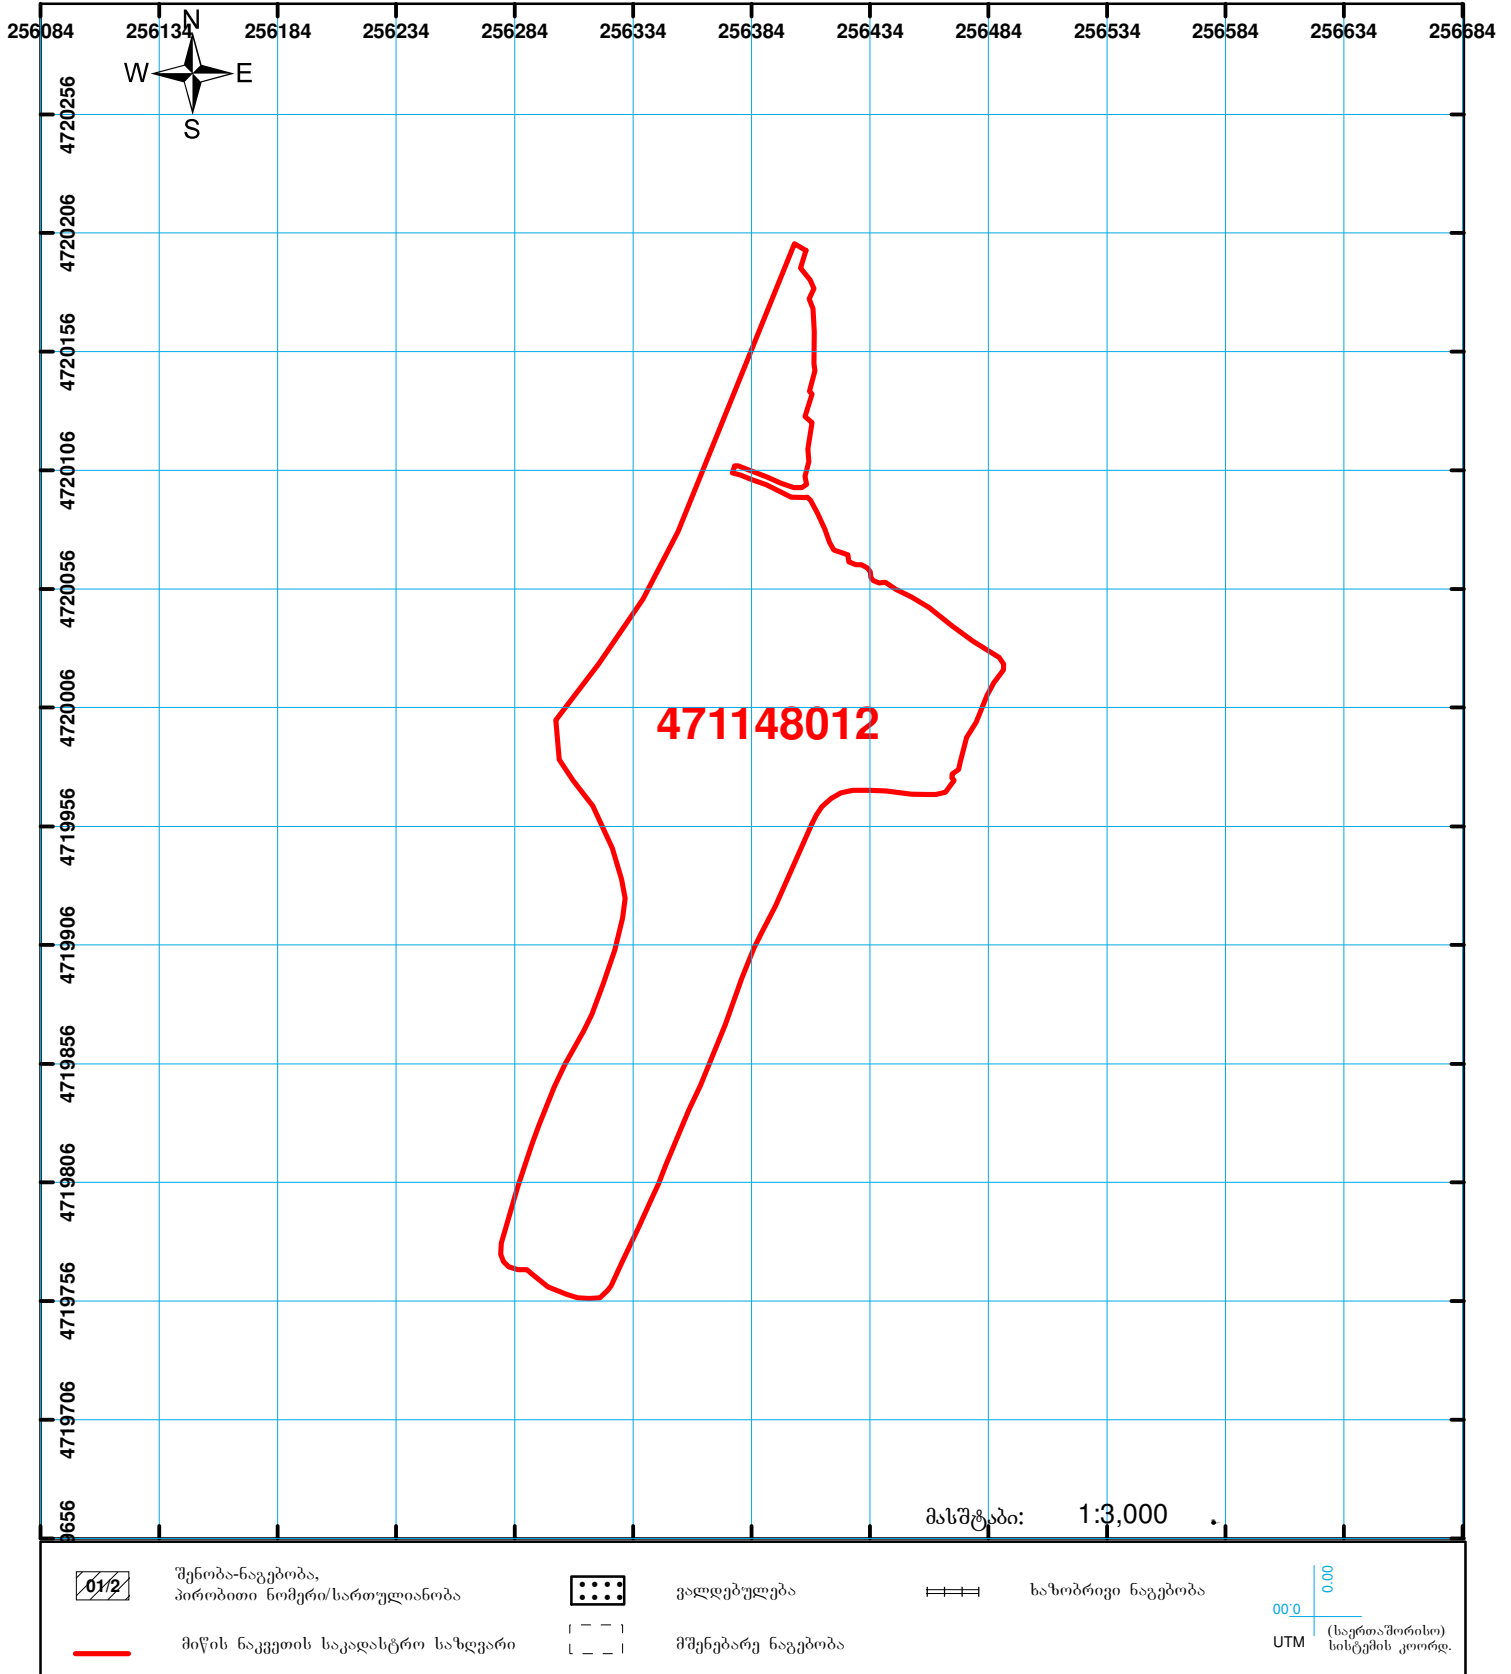 256084 256134 256184 256234 256284 256334 256384 256434 256484 256534 256584 256634 256684
N
W E
S
4720256
4720206
4720156
4720106
4720056
4720006
4719956
4719906
4719856
4719806
4719756
4719706
9656
471148012
მასშტაბი: 1:3,000
01/2
შენობა-ნაგებობა,
პირობითი ნომერი/სართულიანობა
ვალდებულება
ხაზობრივი ნაგებობა
მიწის ნაკვეთის საკადასტრო საზღვარი
მშენებარე ნაგებობა
00.0
00.0
UTM
(საერთაშორისო)
სისტემის კოორდ.